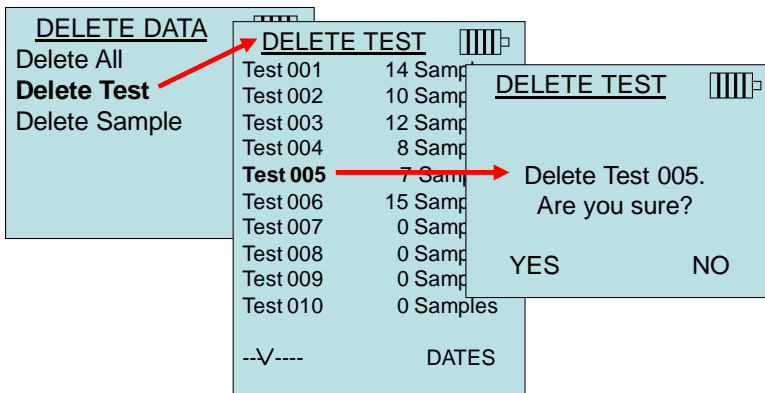 DELETE DATA
Delete All
Delete Test
Delete Sample
DELETE TEST
Test 001 14 Samp
Test 002 10 Samp
Test 003 12 Samp
Test 004 8 Samp
Test 005 7 Sam
Test 006 15 Samp
Test 007 0 Samp
Test 008 0 Samp
Test 009 0 Samp
Test 010 0 Samples
--\/---- DATES
DELETE TEST
Delete Test 005.
Are you sure?
YES NO